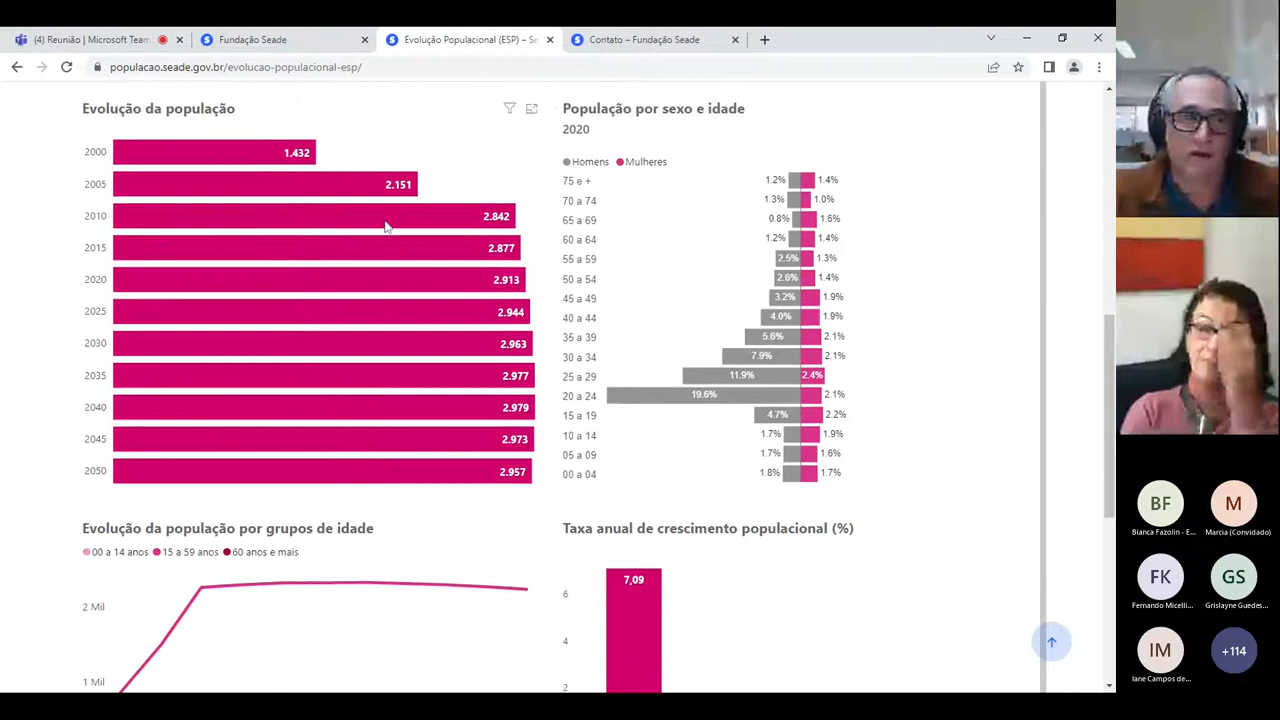 (4) Reunião | Microsoft Team
Fundação Seade
Evolução Populacional (ESP) – Se
Contato – Fundação Seade
populacao.seade.gov.br/evolucao-populacional-esp/
Evolução da população
2000 1.432
2005 2.151
2010 2.842
2015 2.877
2020 2.913
2025 2.944
2030 2.963
2035 2.977
2040 2.979
2045 2.973
2050 2.957
População por sexo e idade
2020
Homens Mulheres
75 e + 1.2% 1.4%
70 a 74 1.3% 1.0%
65 a 69 0.8% 1.6%
60 a 64 1.2% 1.4%
55 a 59 2.5% 1.3%
50 a 54 2.6% 1.4%
45 a 49 3.2% 1.9%
40 a 44 4.0% 1.9%
35 a 39 5.6% 2.1%
30 a 34 7.9% 2.1%
25 a 29 11.9% 2.4%
20 a 24 19.6% 2.1%
15 a 19 4.7% 2.2%
10 a 14 1.7% 1.9%
05 a 09 1.7% 1.6%
00 a 04 1.8% 1.7%
Evolução da população por grupos de idade
00 a 14 anos 15 a 59 anos 60 anos e mais
2 Mil
1 Mil
Taxa anual de crescimento populacional (%)
7,09
6
4
2
BF M
Bianca Fazolin - E... Marcia (Convidado)
FK GS
Fernando Micelli... Grislayne Guedes...
IM +114
Iane Campos de...